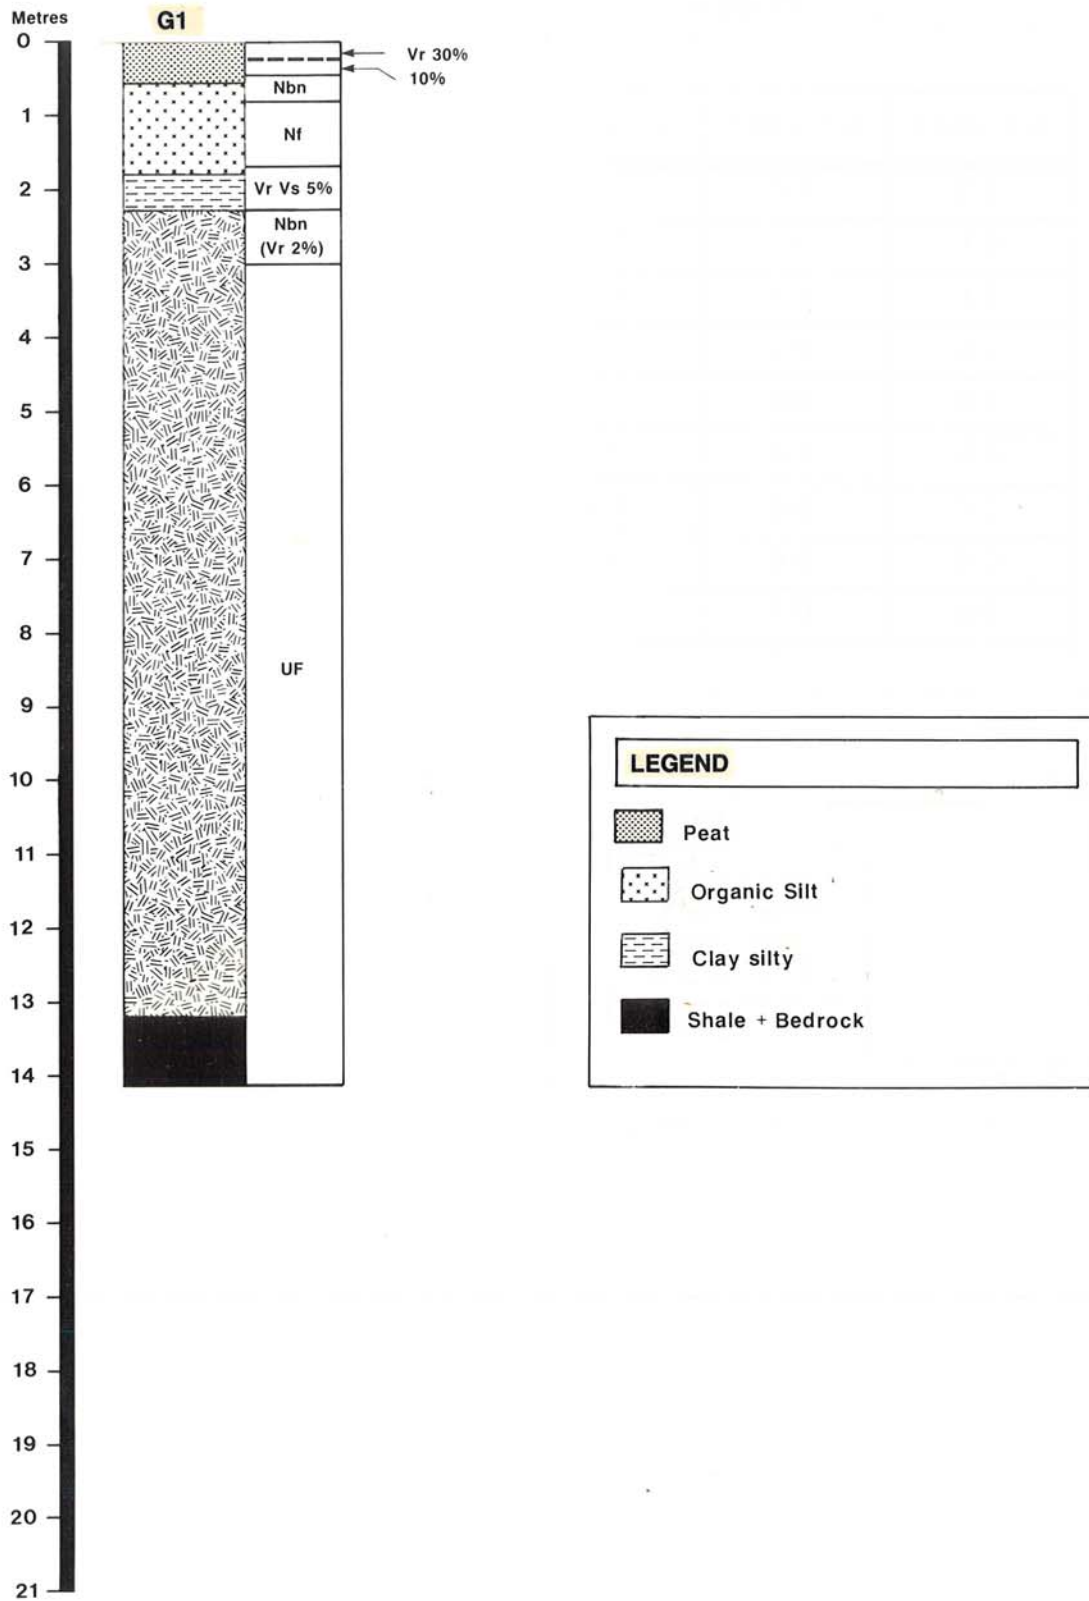 Metres
G1
0
1
2
3
4
5
6
7
8
9
10
11
12
13
14
15
16
17
18
19
20
21
Vr 30%
10%
Nbn
Nf
Vr Vs 5%
Nbn
(Vr 2%)
UF
LEGEND
Peat
Organic Silt
Clay silty
Shale + Bedrock